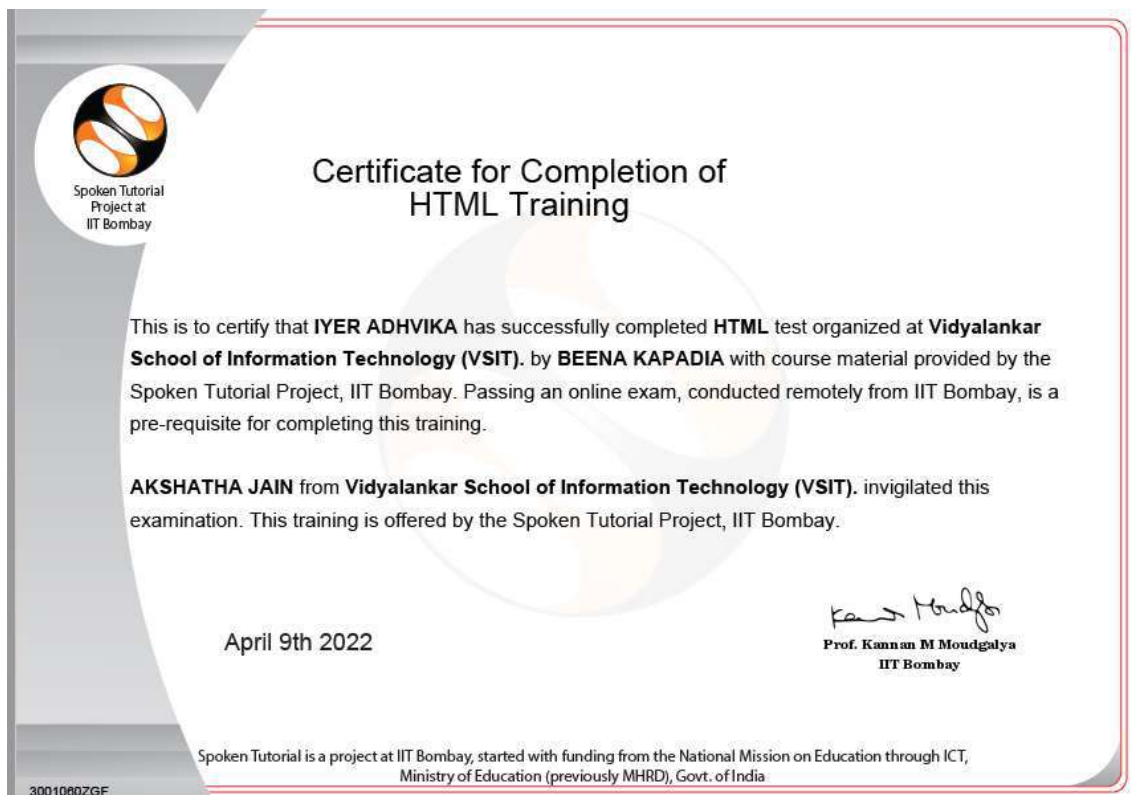 Spoken Tutorial
Project at
IIT Bombay
Certificate for Completion of
HTML Training
This is to certify that IYER ADHVIKA has successfully completed HTML test organized at Vidyalankar
School of Information Technology (VSIT). by BEENA KAPADIA with course material provided by the
Spoken Tutorial Project, IIT Bombay. Passing an online exam, conducted remotely from IIT Bombay, is a
pre-requisite for completing this training.
AKSHATHA JAIN from Vidyalankar School of Information Technology (VSIT). invigilated this
examination. This training is offered by the Spoken Tutorial Project, IIT Bombay.
April 9th 2022
Prof. Kannan M Moudgalya
IIT Bombay
Spoken Tutorial is a project at IIT Bombay, started with funding from the National Mission on Education through ICT,
Ministry of Education (previously MHRD), Govt. of India
3001060ZGF